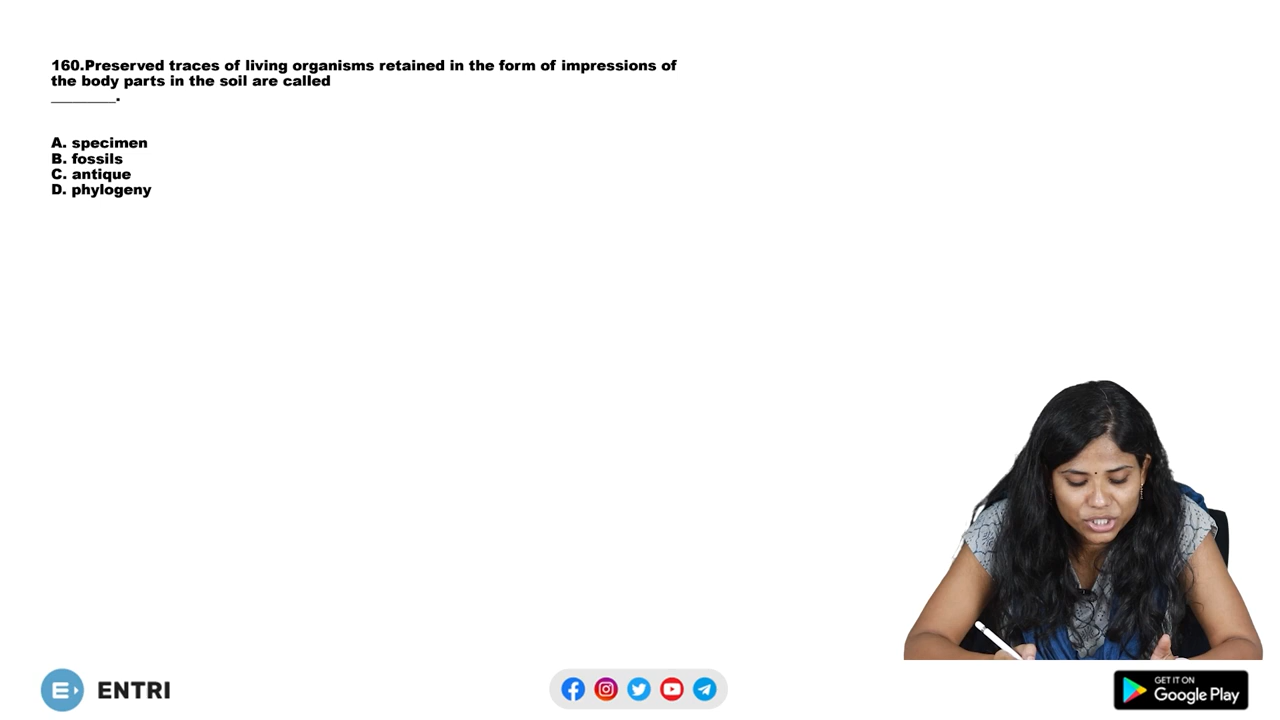 160.Preserved traces of living organisms retained in the form of impressions of
the body parts in the soil are called
________.
A. specimen
B. fossils
C. antique
D. phylogeny
E
ENTRI
GET IT ON
Google Play